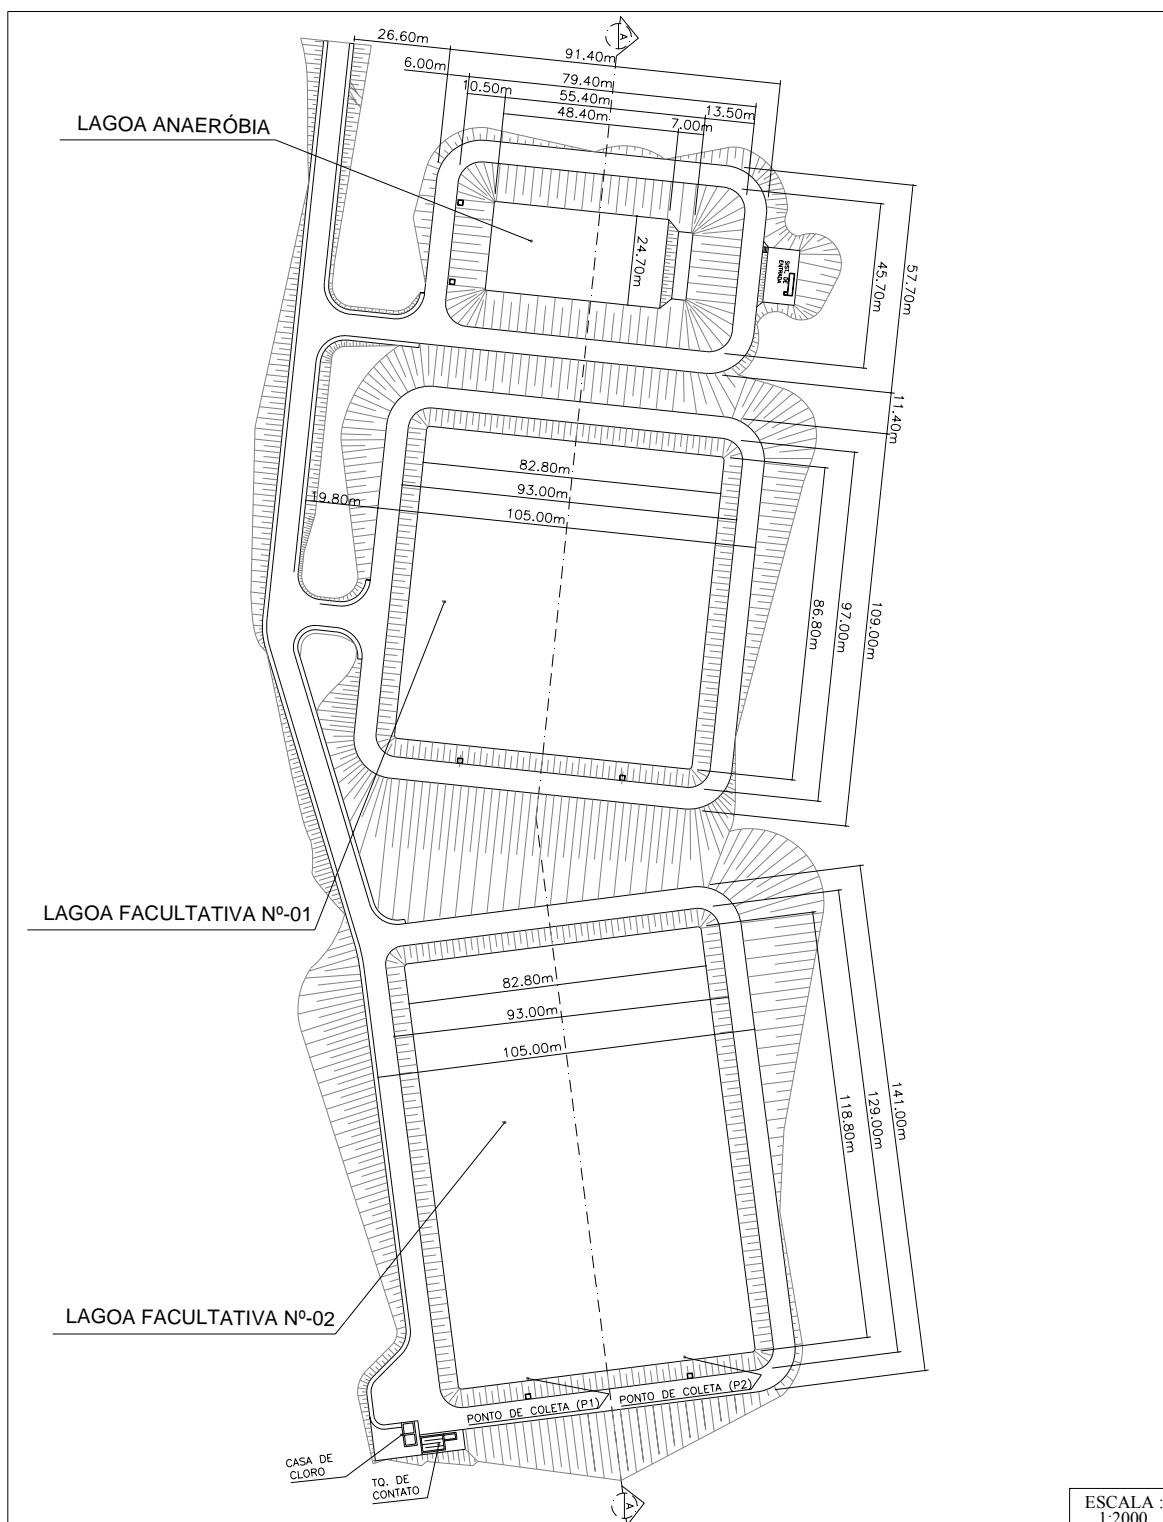 A
26.60m
91.40m
6.00m
79.40m
10.50m
55.40m
13.50m
48.40m
7.00m
LAGOA ANAERÓBIA
24.70m
SIST. DE
ENTRADA
45.70m
57.70m
11.40m
82.80m
93.00m
19.80m
105.00m
86.80m
97.00m
109.00m
LAGOA FACULTATIVA Nº-01
82.80m
93.00m
105.00m
118.80m
129.00m
141.00m
LAGOA FACULTATIVA Nº-02
PONTO DE COLETA (P1)
PONTO DE COLETA (P2)
CASA DE
CLORO
TQ. DE
CONTATO
A
ESCALA :
1:2000